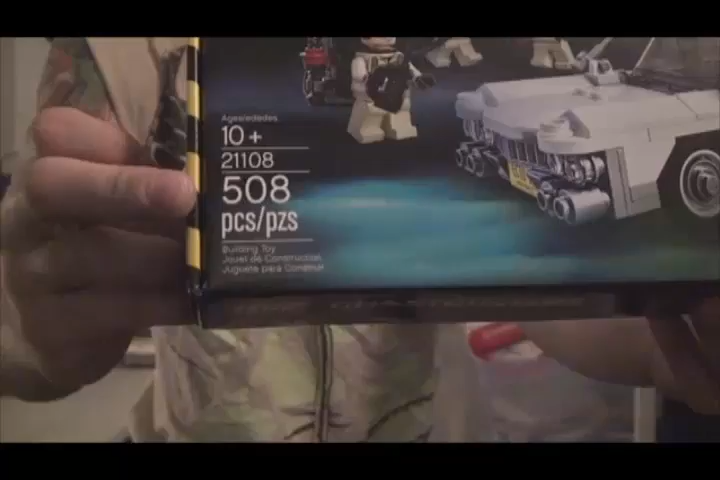 Ages/edades
10+
21108
508
pcs/pzs
Building Toy
Jouet de Construction
Juguete para Construir